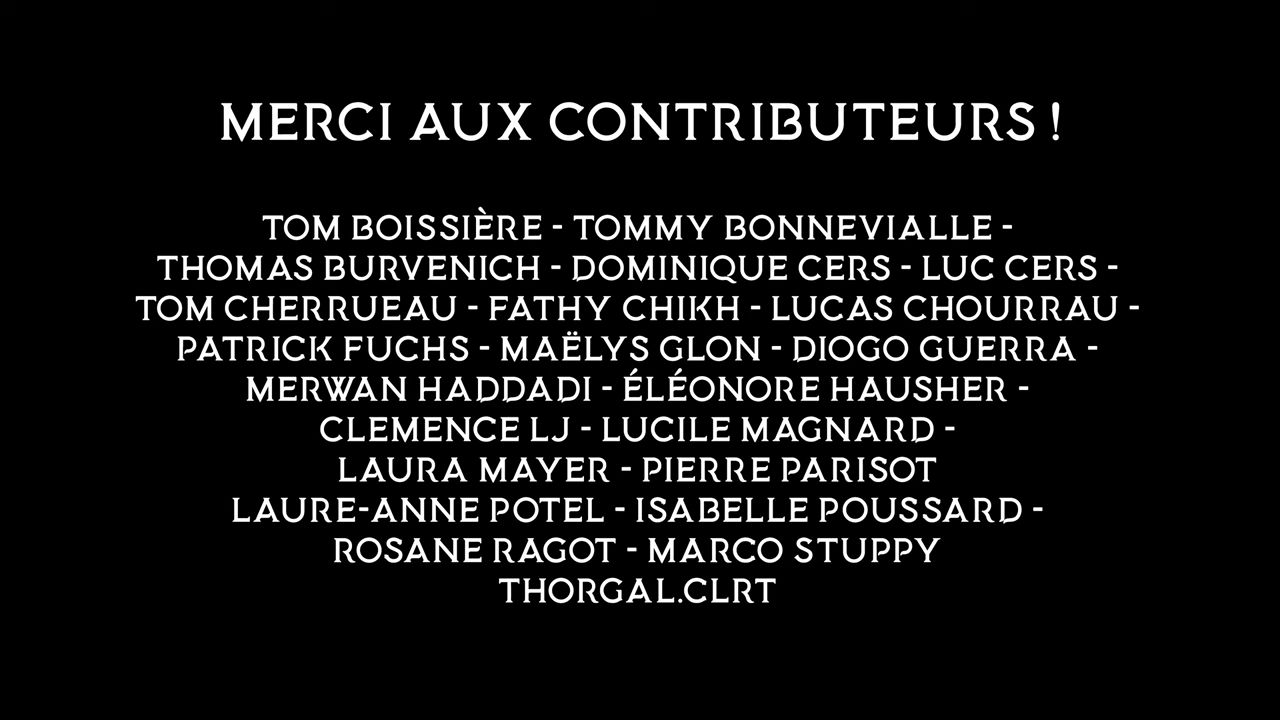 MERCI AUX CONTRIBUTEURS !
TOM BOISSIÈRE - TOMMY BONNEVIALLE -
THOMAS BURVENICH - DOMINIQUE CERS - LUC CERS -
TOM CHERRUEAU - FATHY CHIKH - LUCAS CHOURRAU -
PATRICK FUCHS - MAËLYS GLON - DIOGO GUERRA -
MERWAN HADDADI - ÉLÉONORE HAUSHER -
CLEMENCE LJ - LUCILE MAGNARD -
LAURA MAYER - PIERRE PARISOT
LAURE-ANNE POTEL - ISABELLE POUSSARD -
ROSANE RAGOT - MARCO STUPPY
THORGAL.CLRT